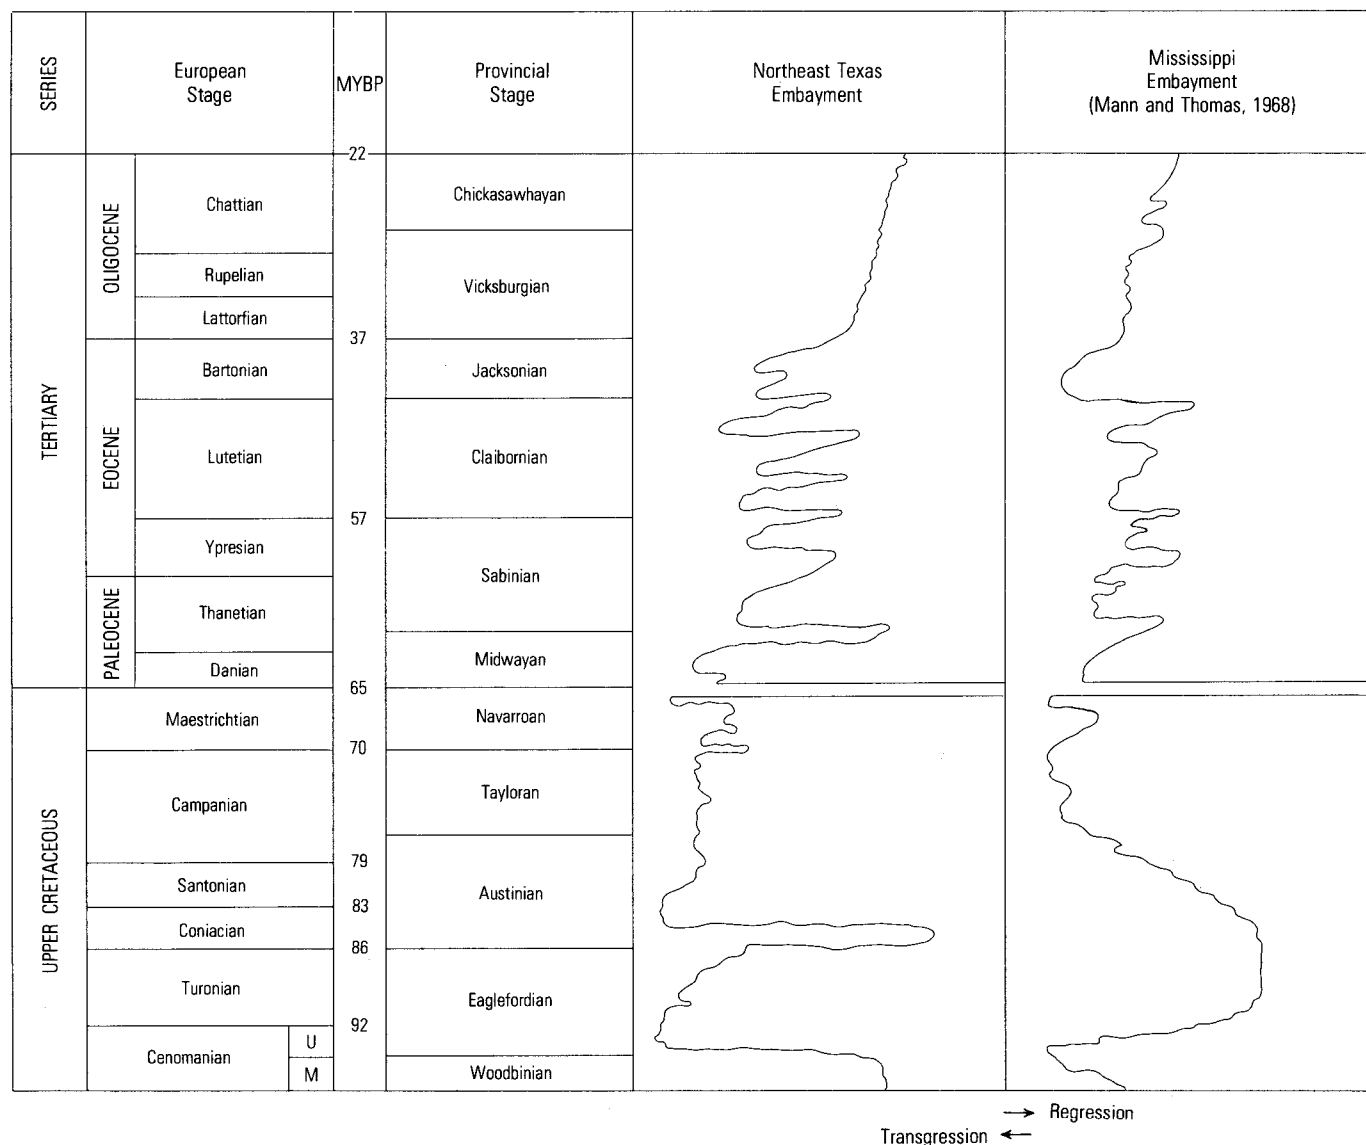 SERIES
European
Stage
MYBP
Provincial
Stage
Northeast Texas
Embayment
Mississippi
Embayment
(Mann and Thomas, 1968)
22
TERTIARY
OLIGOCENE
Chattian
Chickasawhayan
Rupelian
Vicksburgian
Lattorfian
37
EOCENE
Bartonian
Jacksonian
Lutetian
Claibornian
57
Ypresian
Sabinian
PALEOCENE
Thanetian
Danian
Midwayan
65
UPPER CRETACEOUS
Maestrichtian
Navarroan
70
Campanian
Tayloran
79
Santonian
Austinian
83
Coniacian
86
Turonian
Eaglefordian
92
Cenomanian
U
M
Woodbinian
→ Regression
Transgression ←